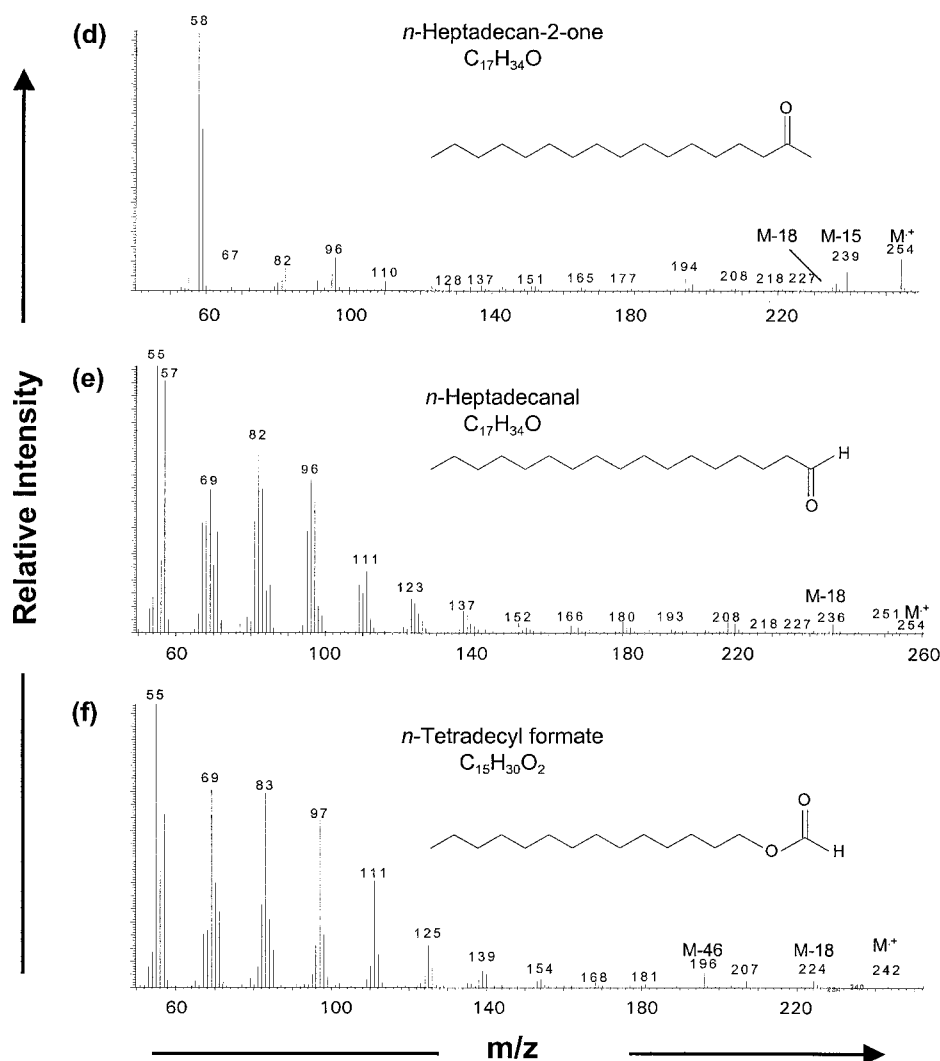 (d)
n-Heptadecan-2-one
C17H34O
58
O
67
82
96
110
128
137
151
165
177
194
208
218
227
M-18
M-15
239
M·+
254
60
100
140
180
220
(e)
n-Heptadecanal
C17H34O
55
57
69
82
96
111
123
137
152
166
180
193
208
218
227
M-18
236
251
M·+
254
H
O
60
100
140
180
220
260
Relative Intensity
(f)
n-Tetradecyl formate
C15H30O2
55
69
83
97
111
125
139
154
168
181
M-46
196
207
M-18
224
M·+
242
O
O
H
60
100
140
180
220
m/z